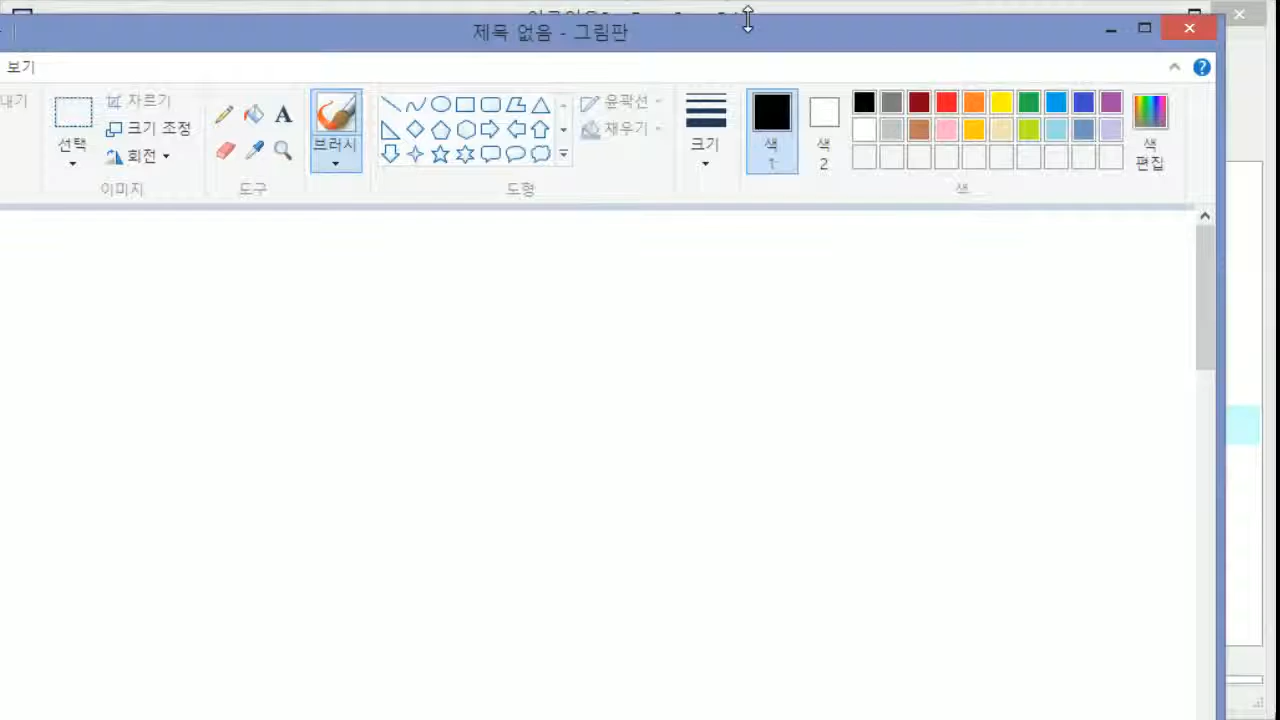 제목 없음 - 그림판
보기
내기
자르기
크기 조정
회전
선택
이미지
A
도구
브러시
도형
윤곽선
채우기
크기
색
1
색
2
색
편집
색
?